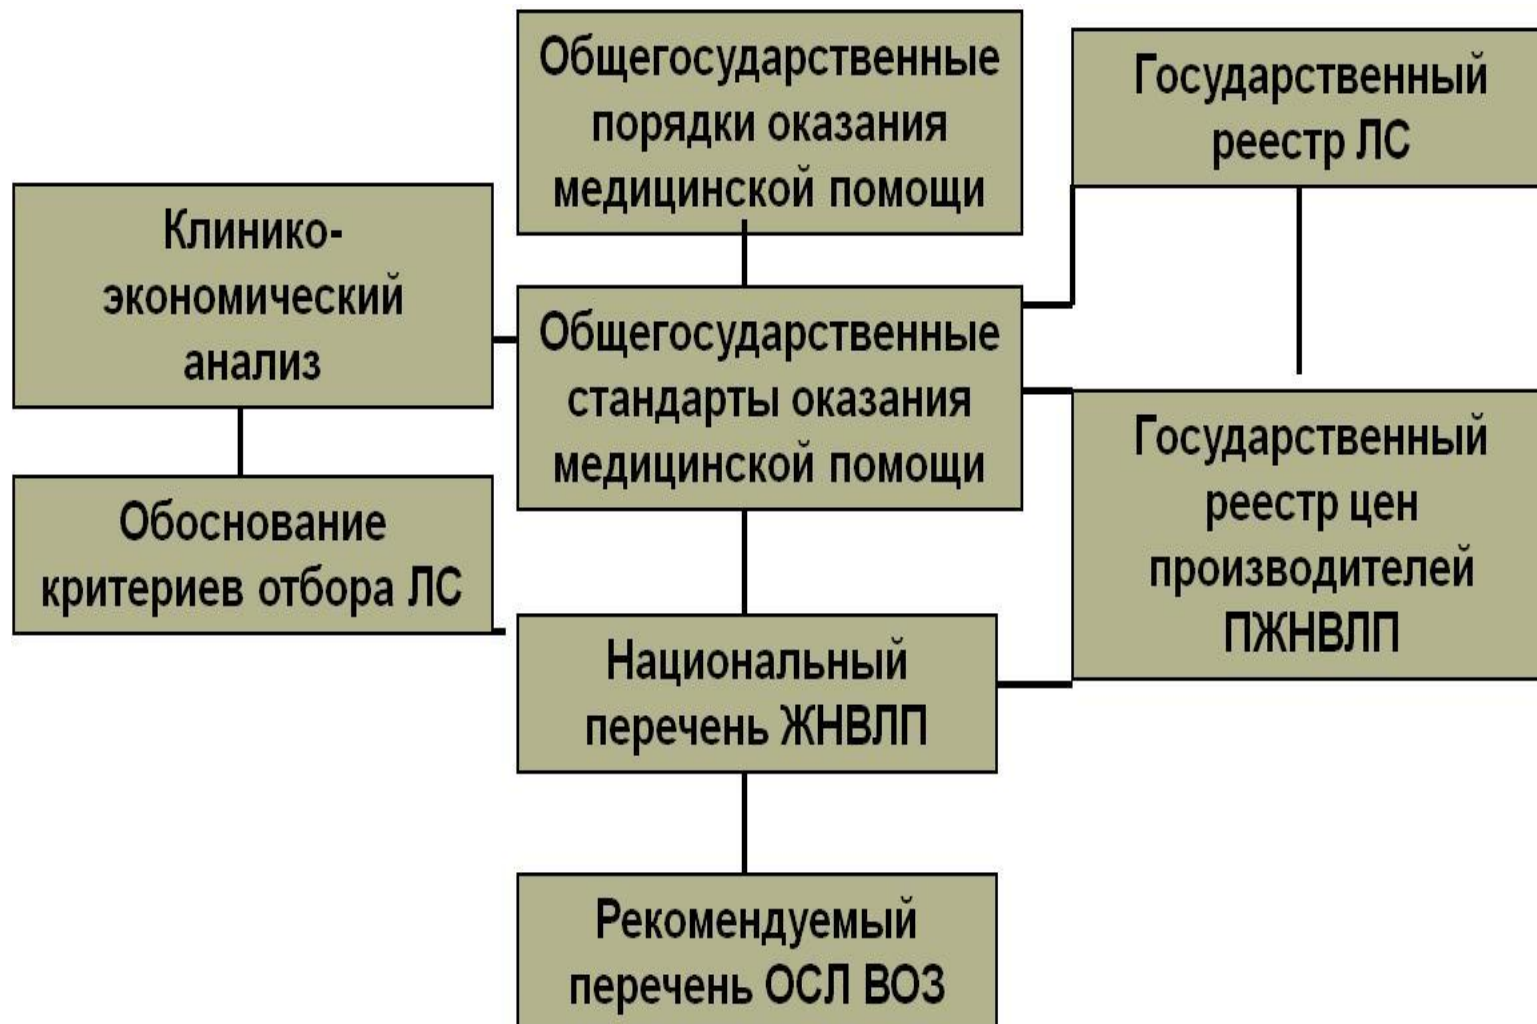 Общегосударственные
порядки оказания
медицинской помощи
Государственный
реестр ЛС
Клинико-
экономический
анализ
Общегосударственные
стандарты оказания
медицинской помощи
Государственный
реестр цен
производителей
ПЖНВЛП
Обоснование
критериев отбора ЛС
Национальный
перечень ЖНВЛП
Рекомендуемый
перечень ОСЛ ВОЗ